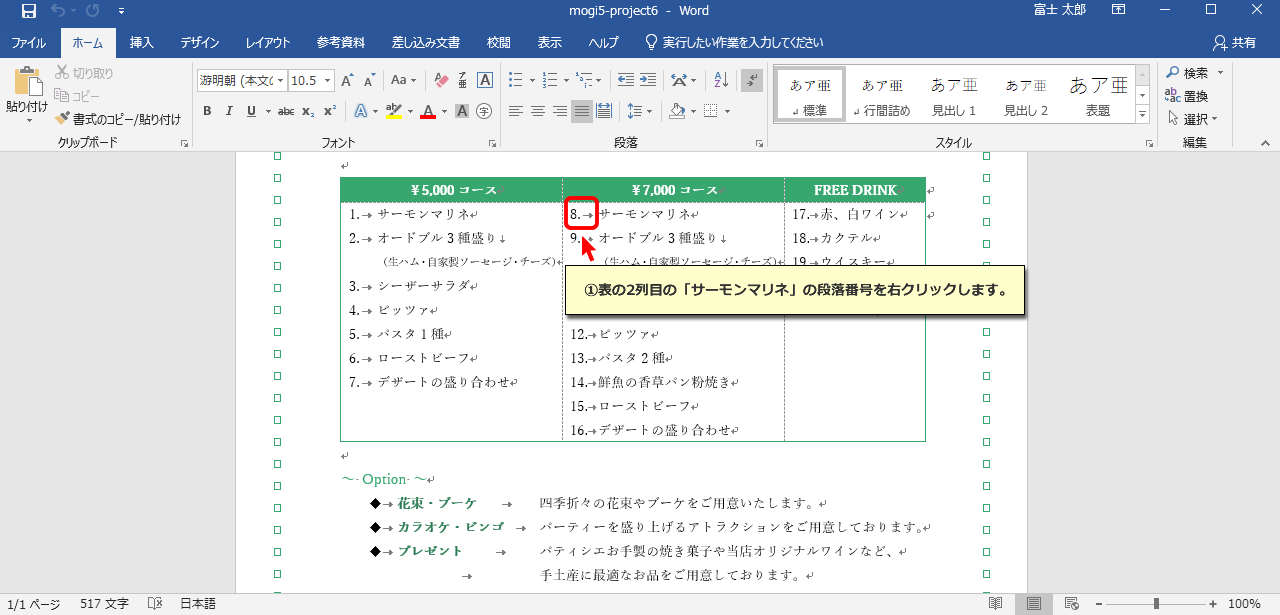 mogi5-project6 - Word
富士 太郎
ファイル ホーム 挿入 デザイン レイアウト 参考資料 差し込み文書 校閲 表示 ヘルプ 実行したい作業を入力してください 共有
貼り付け
切り取り
コピー
書式のコピー/貼り付け
クリップボード
游明朝 (本文の 10.5
フォント
段落
あア亜 あア亜 あア亜 あア亜 あア亜
↲ 標準 ↲ 行間詰め 見出し 1 見出し 2 表題
スタイル
検索
置換
選択
編集
¥5,000 コース ¥7,000 コース FREE DRINK
1.→ サーモンマリネ↲ 8.→ サーモンマリネ↲ 17.→赤、白ワイン↲
2.→ オードブル 3 種盛り↓ 9.→ オードブル 3 種盛り↓ 18.→カクテル↲
(生ハム・自家製ソーセージ・チーズ)↲ (生ハム・自家製ソーセージ・チーズ)↲ 19.→ウイスキー↲
3.→ シーザーサラダ↲
①表の2列目の「サーモンマリネ」の段落番号を右クリックします。
4.→ ピッツァ↲
12.→ピッツァ↲
5.→ パスタ 1 種↲ 13.→パスタ 2 種↲
6.→ ローストビーフ↲ 14.→鮮魚の香草パン粉焼き↲
7.→ デザートの盛り合わせ↲ 15.→ローストビーフ↲
16.→デザートの盛り合わせ↲
～· Option· ～↲
◆→ 花束・ブーケ → 四季折々の花束やブーケをご用意いたします。↲
◆→ カラオケ・ビンゴ → パーティーを盛り上げるアトラクションをご用意しております。↲
◆→ プレゼント → パティシエお手製の焼き菓子や当店オリジナルワインなど、↲
→ 手土産に最適なお品をご用意しております。↲
1/1 ページ 517 文字 日本語 100%